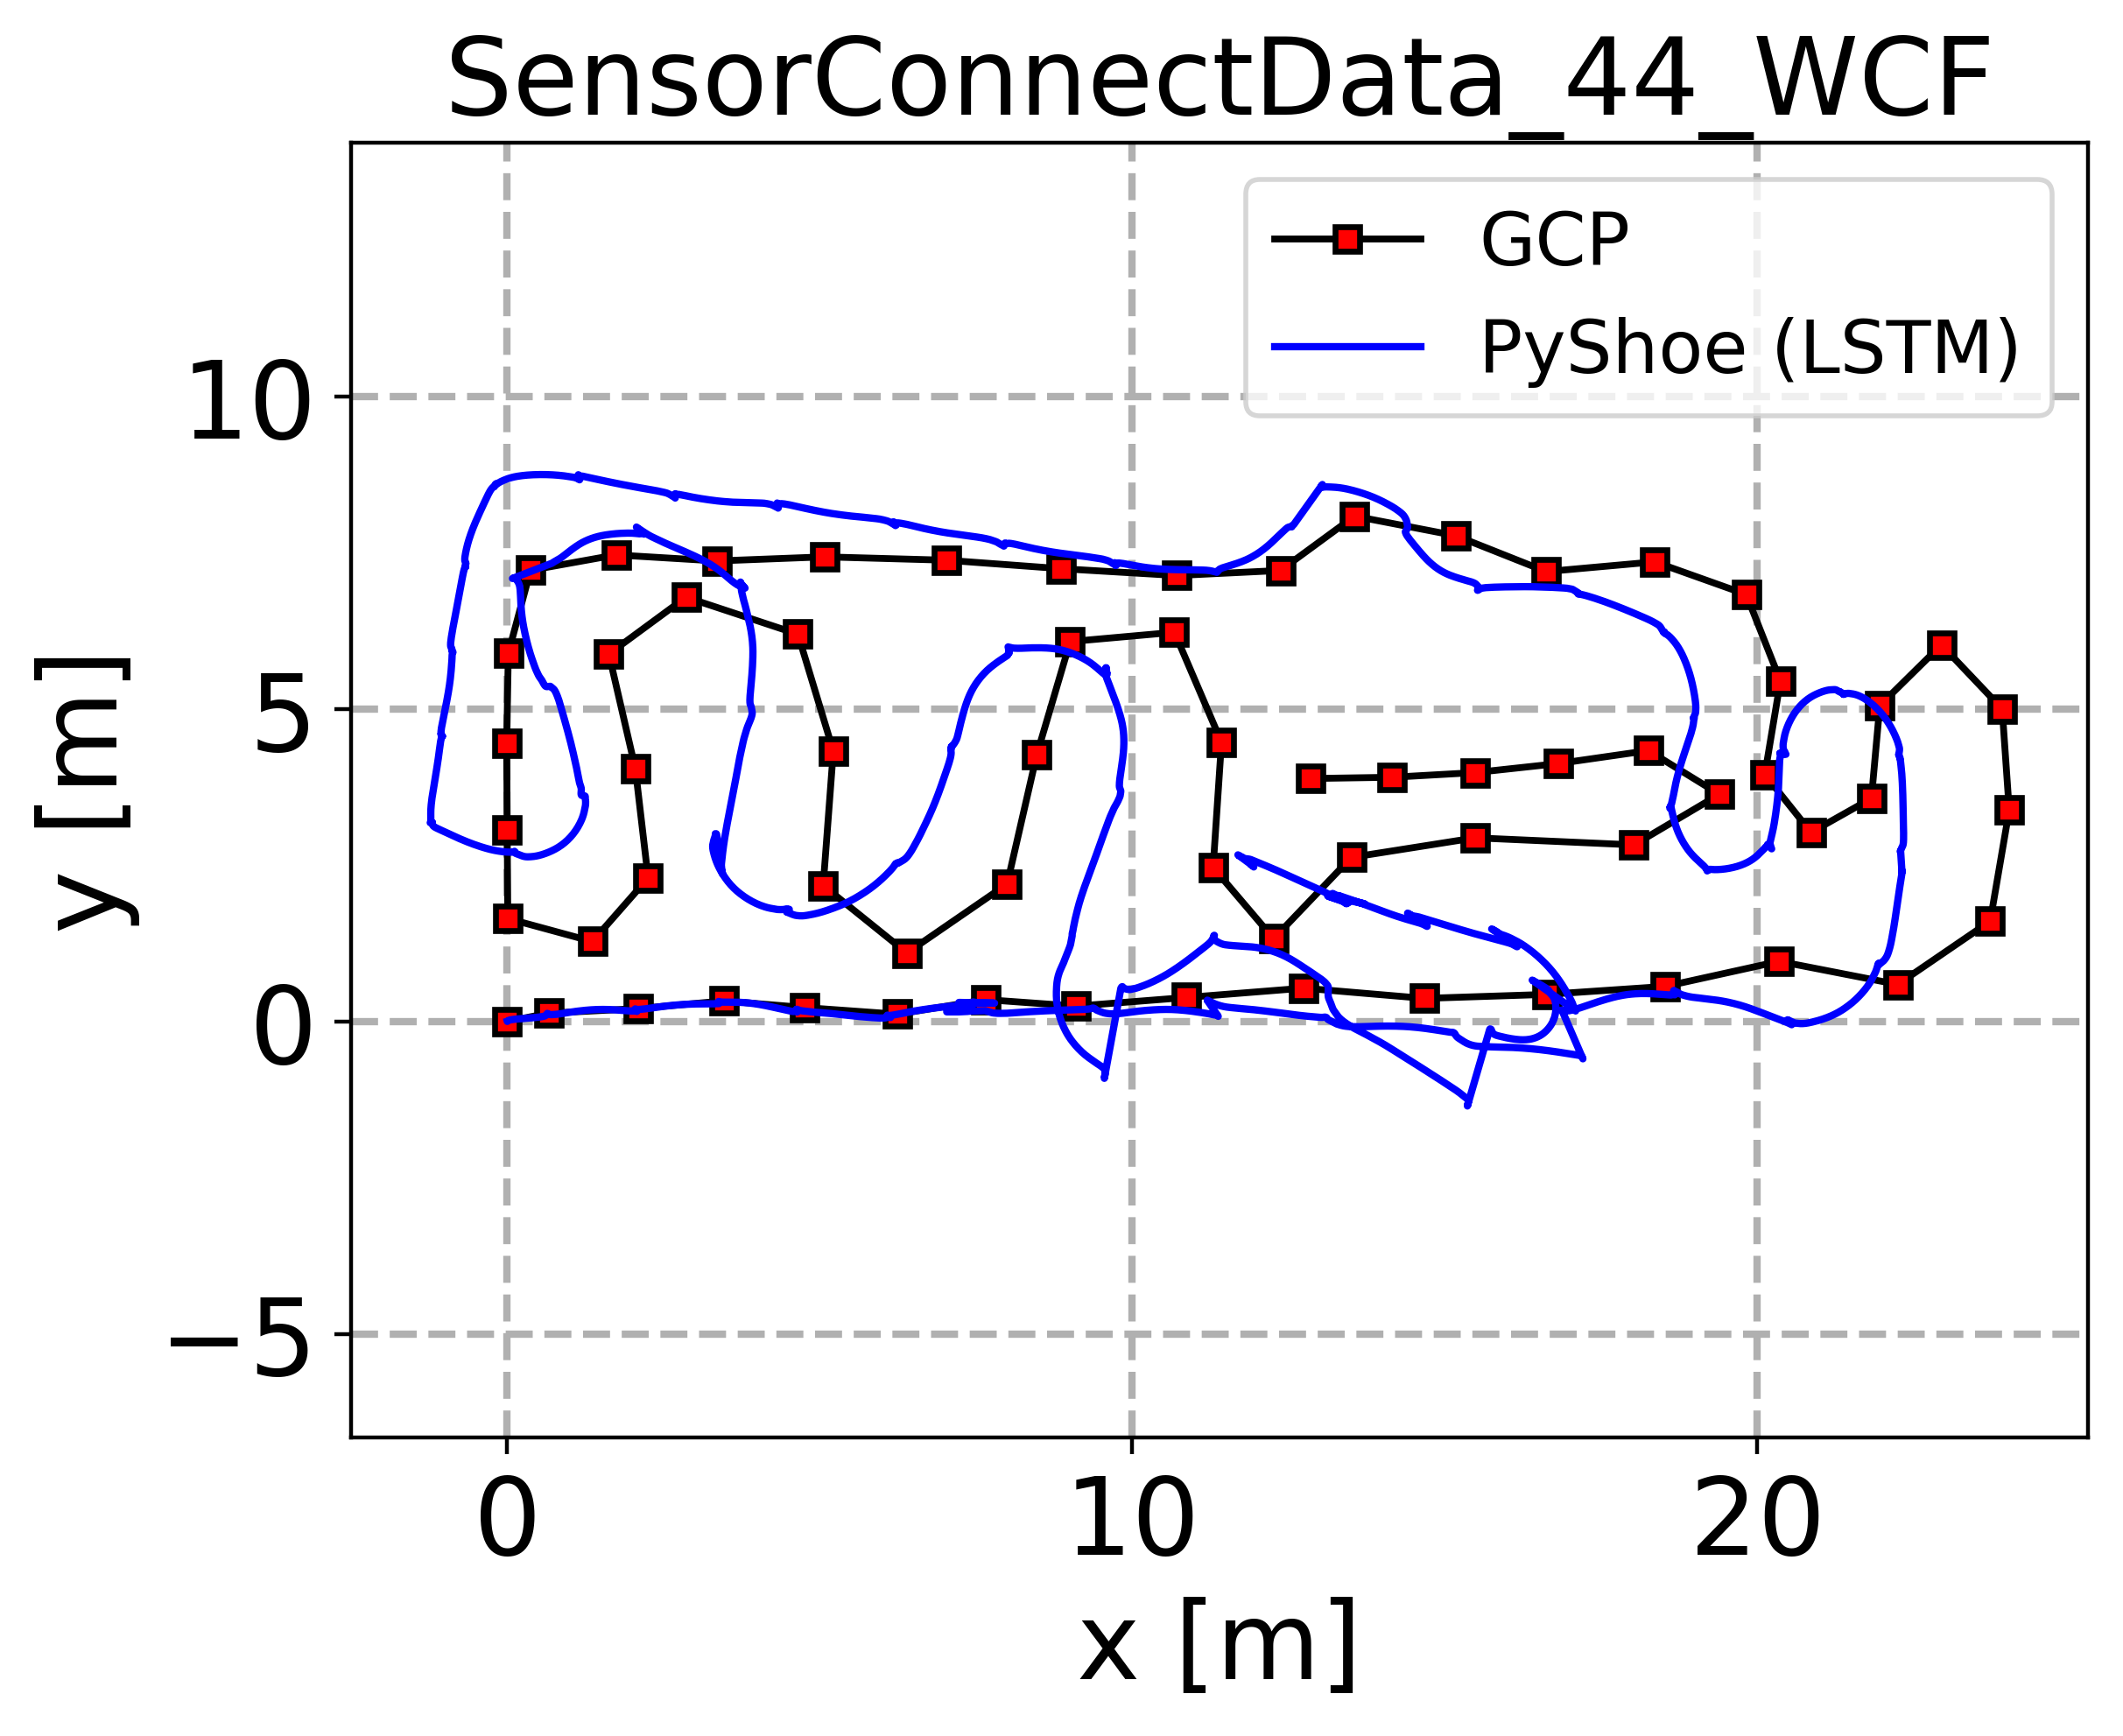 SensorConnectData_44_WCF
GCP
PyShoe (LSTM)
10
5
0
−5
y [m]
0 10 20
x [m]